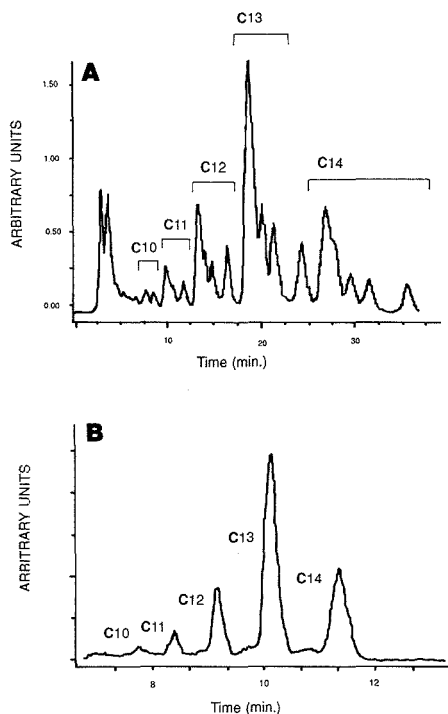 C13
A
1.50
C12
C14
1.00
C11
0.50
C10
0.00
ARBITRARY UNITS
10
20
30
Time (min.)
B
C13
C12
C14
C11
C10
ARBITRARY UNITS
8
10
12
Time (min.)